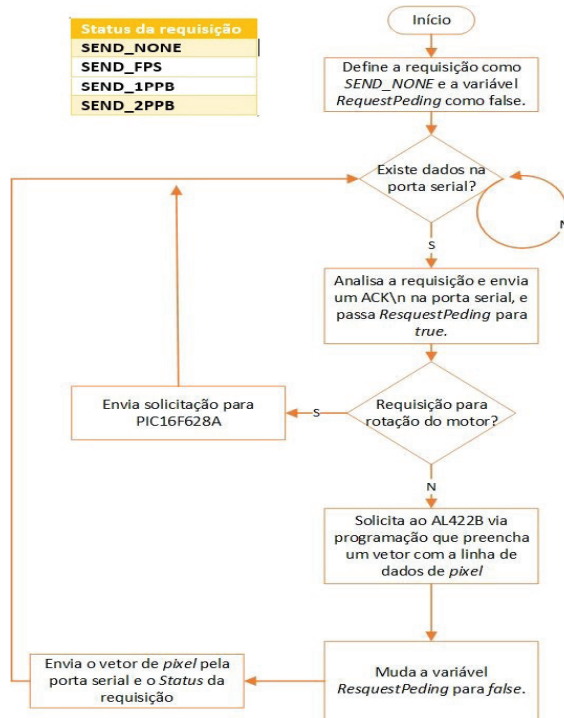 Status da requisição
SEND_NONE
SEND_FPS
SEND_1PPB
SEND_2PPB
Início
Define a requisição como
SEND_NONE e a variável
RequestPeding como false.
Existe dados na
porta serial?
N
S
Analisa a requisição e envia
um ACK\n na porta serial, e
passa ResquestPeding para
true.
Requisição para
rotação do motor?
S
Envia solicitação para
PIC16F628A
N
Solicita ao AL422B via
programação que preencha
um vetor com a linha de
dados de pixel
Muda a variável
ResquestPeding para false.
Envia o vetor de pixel pela
porta serial e o Status da
requisição